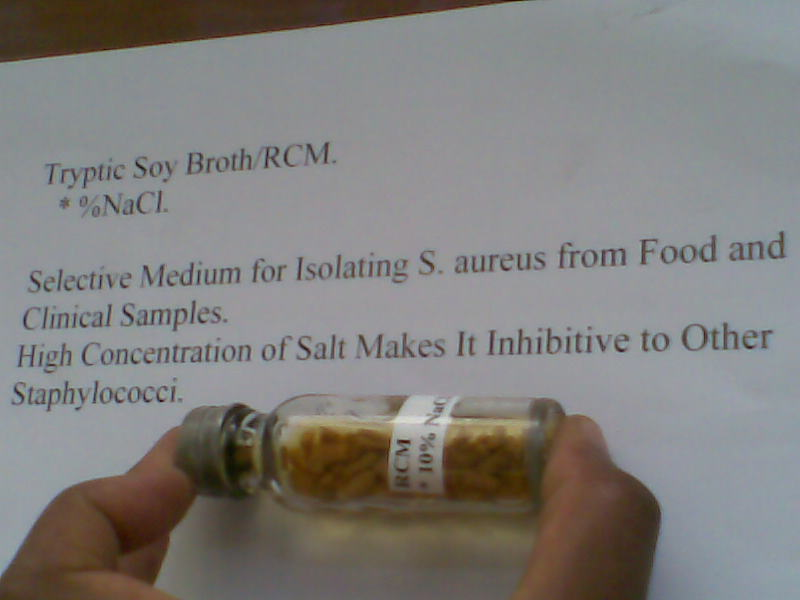 Tryptic Soy Broth/RCM.
* %NaCl.
Selective Medium for Isolating S. aureus from Food and
Clinical Samples.
High Concentration of Salt Makes It Inhibitive to Other
Staphylococci.
RCM
* 10% NaC